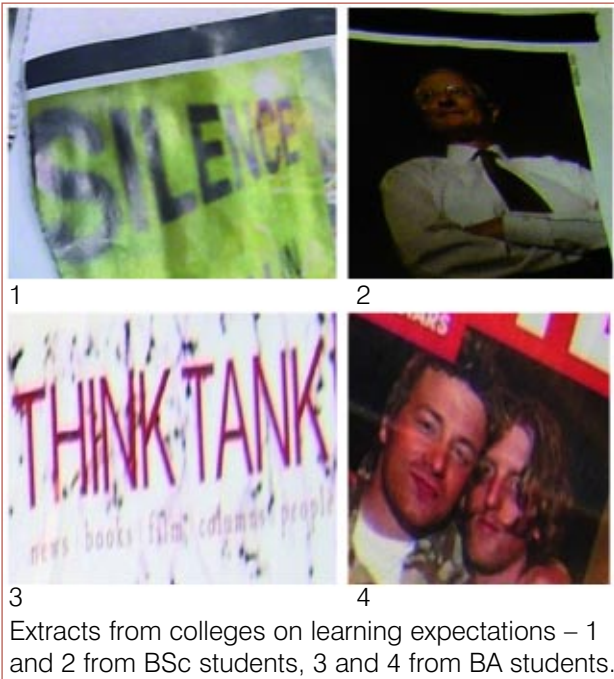 SILENCE
1
2
THINK TANK
news books film columns people
3
4
Extracts from colleges on learning expectations – 1
and 2 from BSc students, 3 and 4 from BA students.